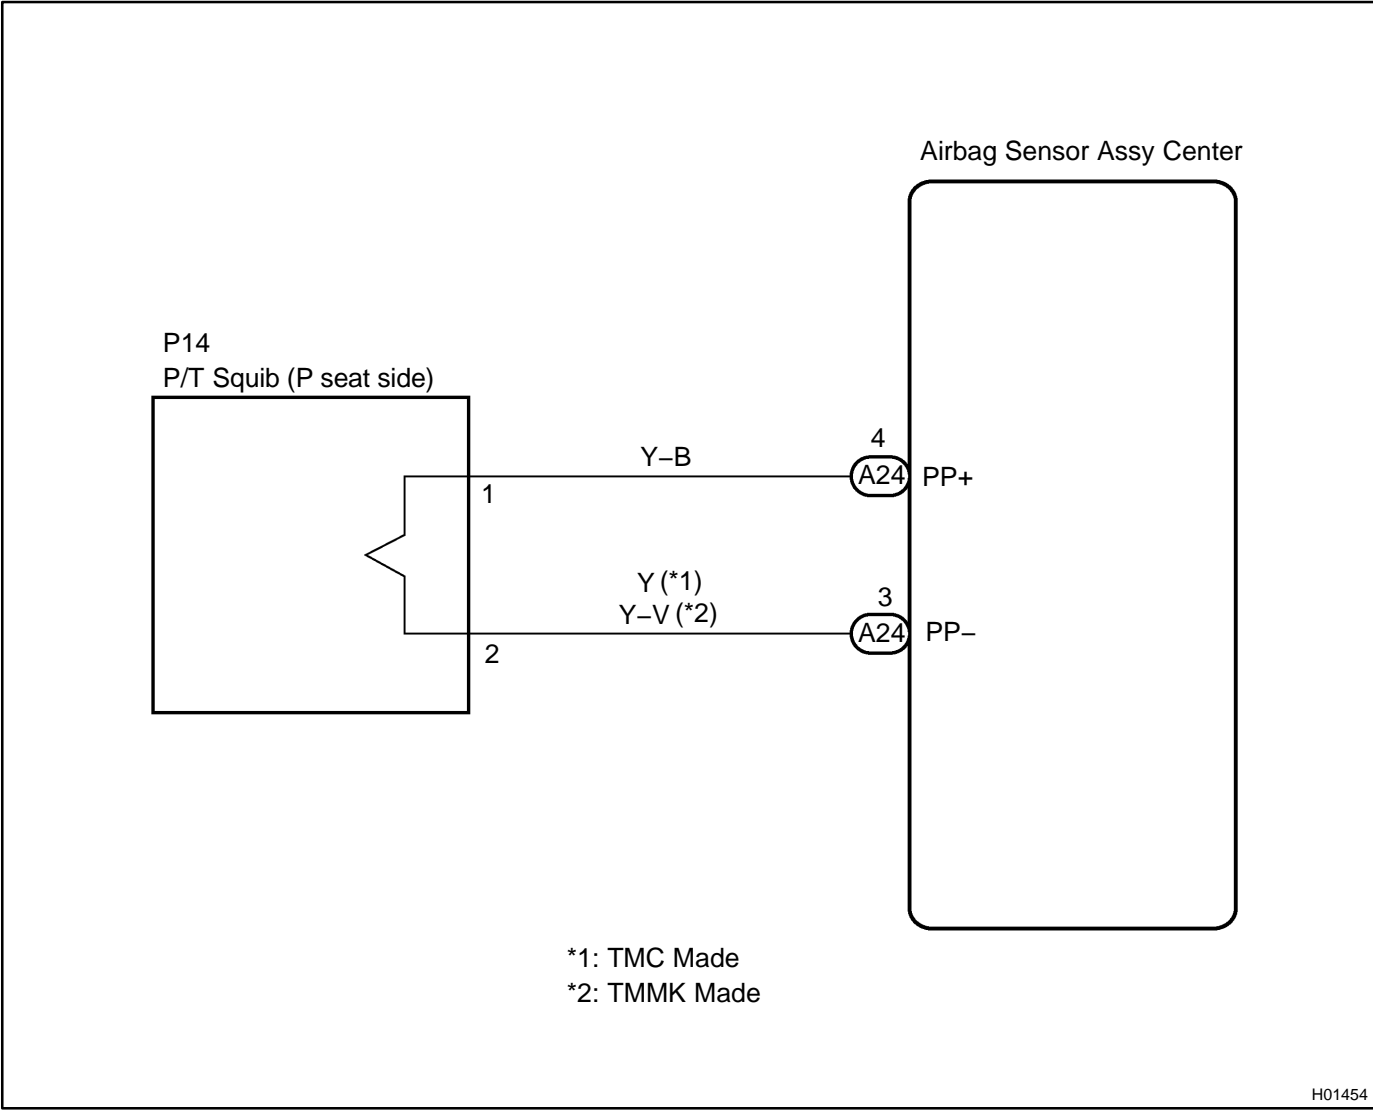 Airbag Sensor Assy Center
P14
P/T Squib (P seat side)
Y–B
4
A24
PP+
1
Y (*1)
Y–V (*2)
3
A24
PP–
2
*1: TMC Made
*2: TMMK Made
H01454